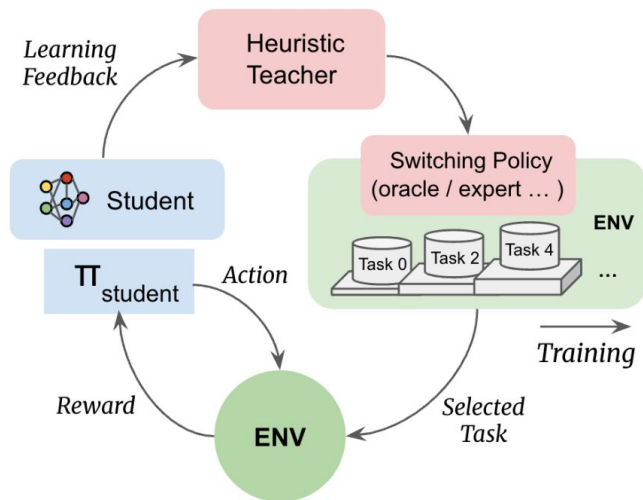 Learning
Feedback
Heuristic
Teacher
Switching Policy
(oracle / expert ... )
ENV
Task 0
Task 2
Task 4
...
Student
π student
Action
Training
Reward
ENV
Selected
Task